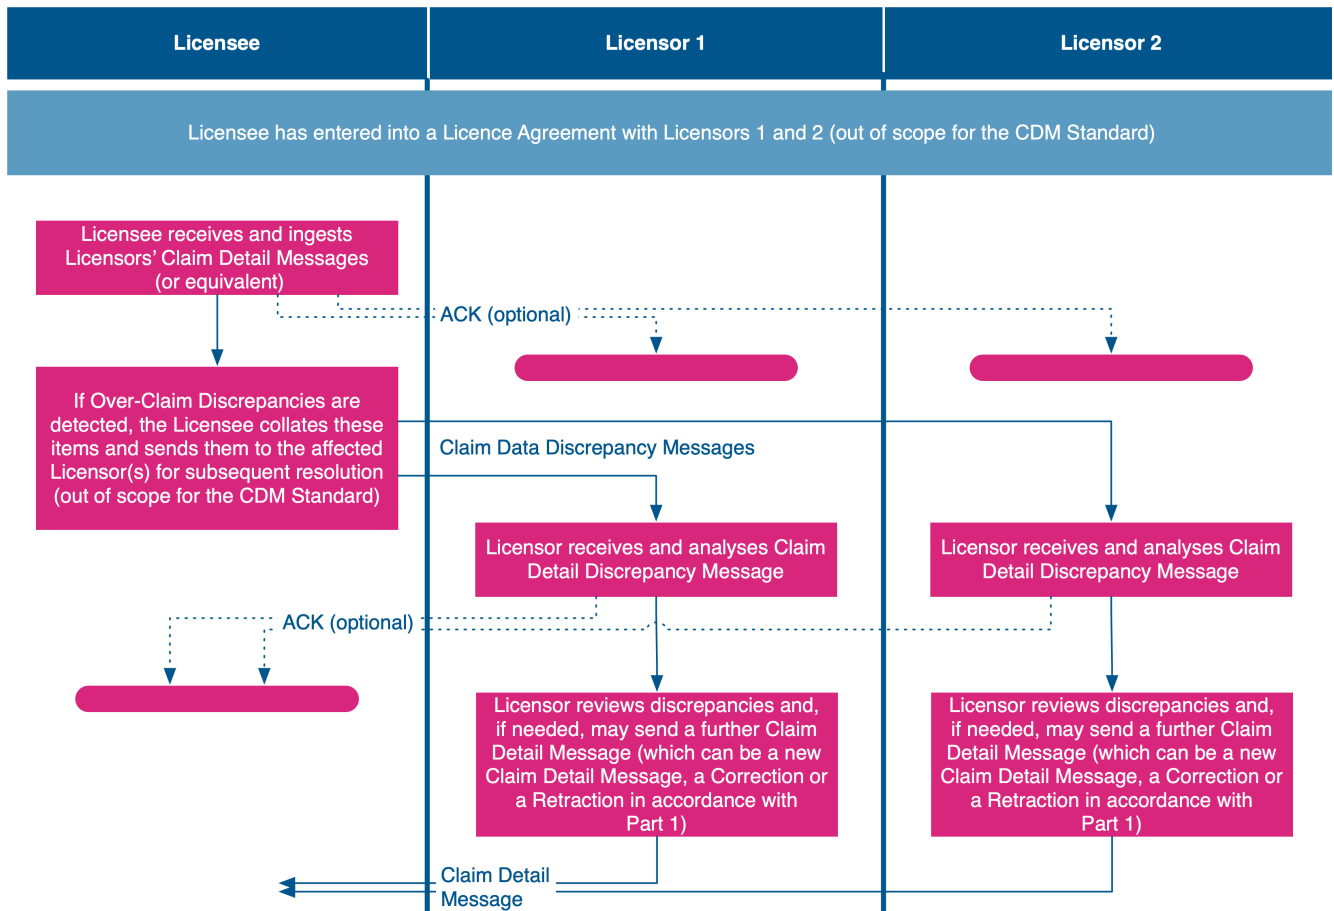 Licensee
Licensor 1
Licensor 2
Licensee has entered into a Licence Agreement with Licensors 1 and 2 (out of scope for the CDM Standard)
Licensee receives and ingests
Licensors’ Claim Detail Messages
(or equivalent)
ACK (optional)
If Over-Claim Discrepancies are
detected, the Licensee collates these
items and sends them to the affected
Licensor(s) for subsequent resolution
(out of scope for the CDM Standard)
Claim Data Discrepancy Messages
Licensor receives and analyses Claim
Detail Discrepancy Message
Licensor receives and analyses Claim
Detail Discrepancy Message
ACK (optional)
Licensor reviews discrepancies and,
if needed, may send a further Claim
Detail Message (which can be a new
Claim Detail Message, a Correction or
a Retraction in accordance with
Part 1)
Licensor reviews discrepancies and,
if needed, may send a further Claim
Detail Message (which can be a new
Claim Detail Message, a Correction or
a Retraction in accordance with
Part 1)
Claim Detail
Message